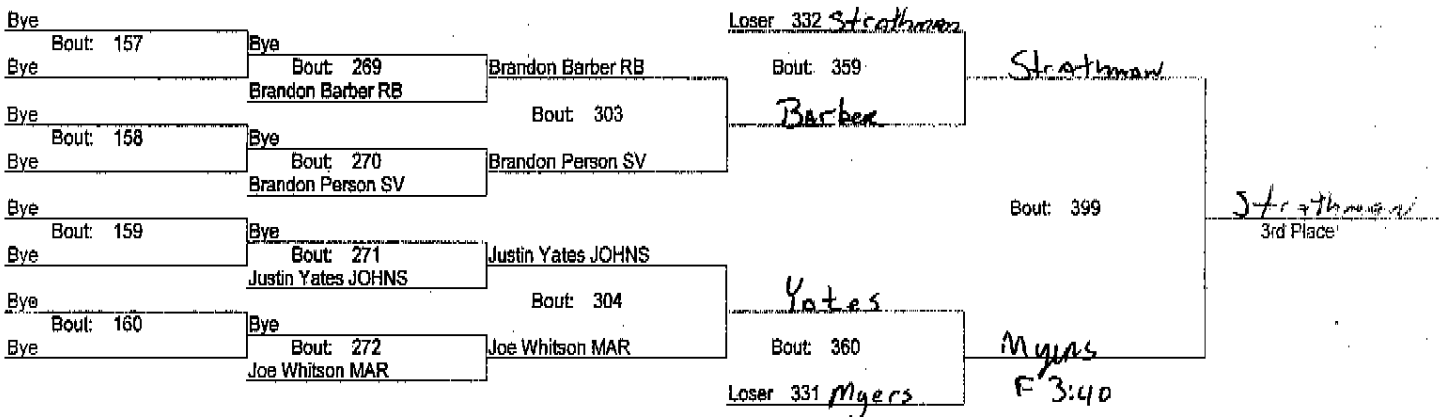 Bye
Bout: 157
Bye
Bye
Bout: 269
Brandon Barber RB
Bye
Bout: 158
Bye
Bye
Bout: 270
Brandon Person SV
Bye
Bout: 159
Bye
Bye
Bout: 271
Justin Yates JOHNS
Bye
Bout: 160
Bye
Bye
Bout: 272
Joe Whitson MAR
Brandon Barber RB
Bout: 303
Brandon Person SV
Justin Yates JOHNS
Bout: 304
Joe Whitson MAR
Loser 332 Strathman
Bout: 359
Barber
Yates
Bout: 360
Loser 331 Myers
Strathman
Bout: 399
Myers
F 3:40
Strathman
3rd Place